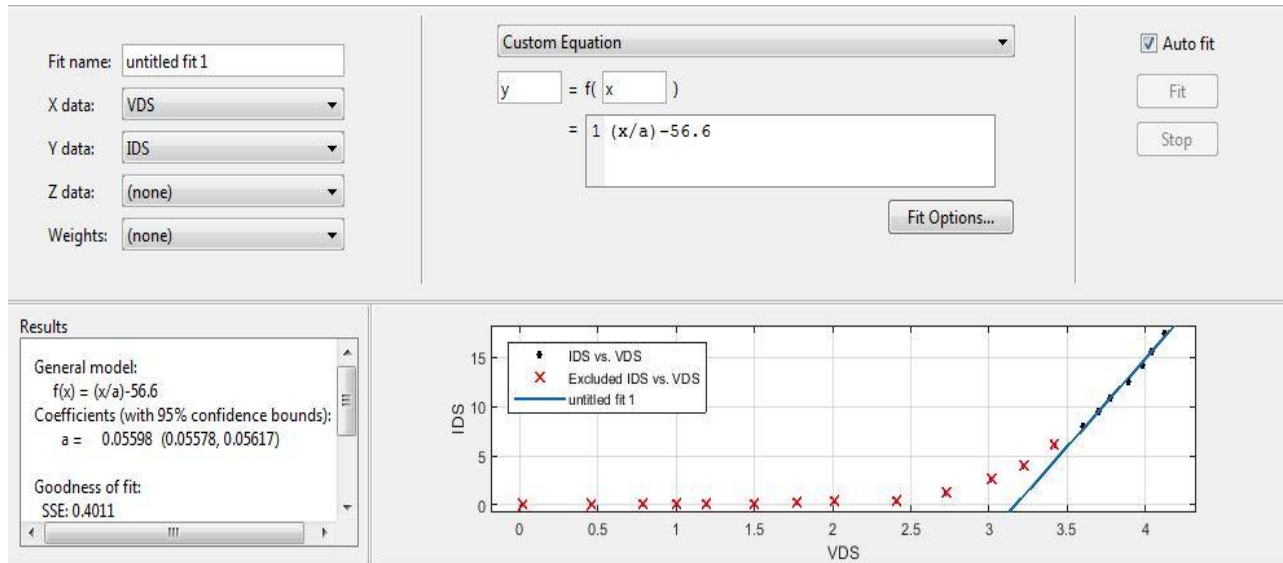 Fit name: untitled fit 1
X data: VDS
Y data: IDS
Z data: (none)
Weights: (none)
Custom Equation
y = f( x )
= 1 (x/a)-56.6
Fit Options...
Auto fit
Fit
Stop
Results
General model:
f(x) = (x/a)-56.6
Coefficients (with 95% confidence bounds):
a = 0.05598 (0.05578, 0.05617)
Goodness of fit:
SSE: 0.4011
IDS vs. VDS
Excluded IDS vs. VDS
untitled fit 1
IDS
15
10
5
0
0 0.5 1 1.5 2 2.5 3 3.5 4
VDS